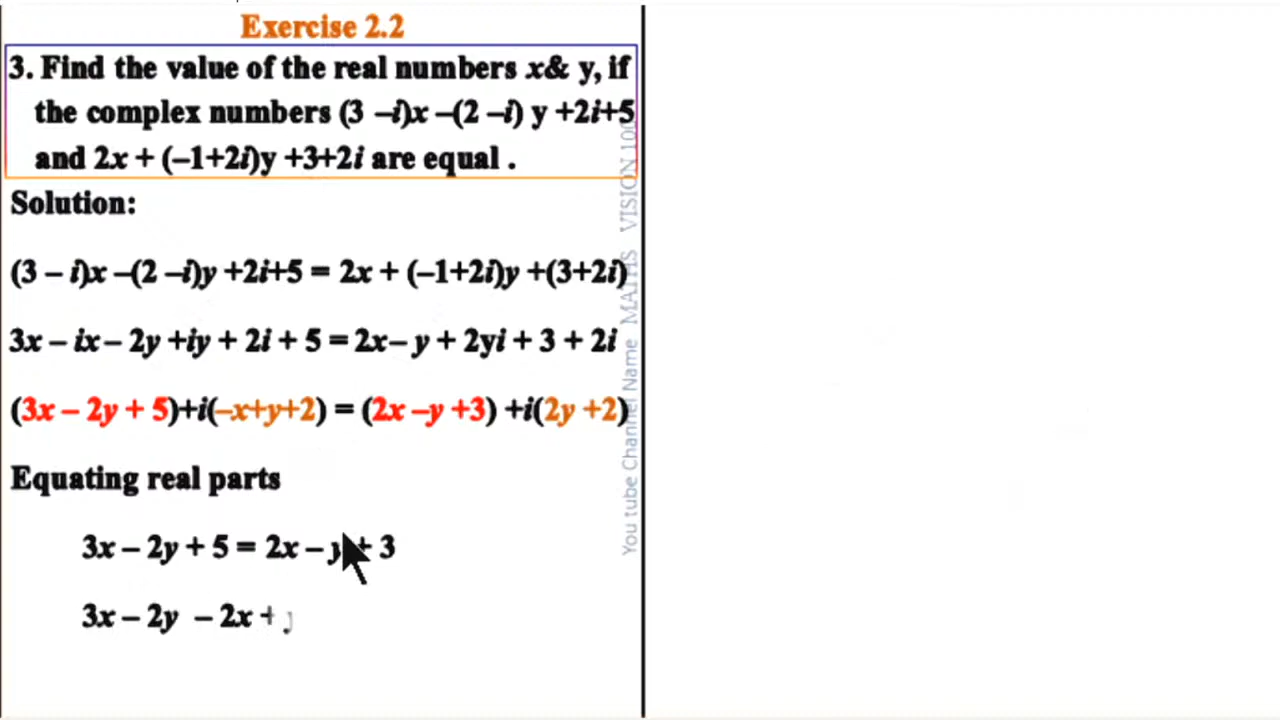 Exercise 2.2
3. Find the value of the real numbers x& y, if
the complex numbers (3 –i)x –(2 –i) y +2i+5
and 2x + (–1+2i)y +3+2i are equal .
Solution:
(3 – i)x –(2 –i)y +2i+5 = 2x + (–1+2i)y +(3+2i)
3x – ix – 2y +iy + 2i + 5 = 2x– y + 2yi + 3 + 2i
(3x – 2y + 5)+i(–x+y+2) = (2x –y +3) +i(2y +2)
Equating real parts
3x – 2y + 5 = 2x – y + 3
3x – 2y – 2x +
You tube Channel Name MATHS VISION